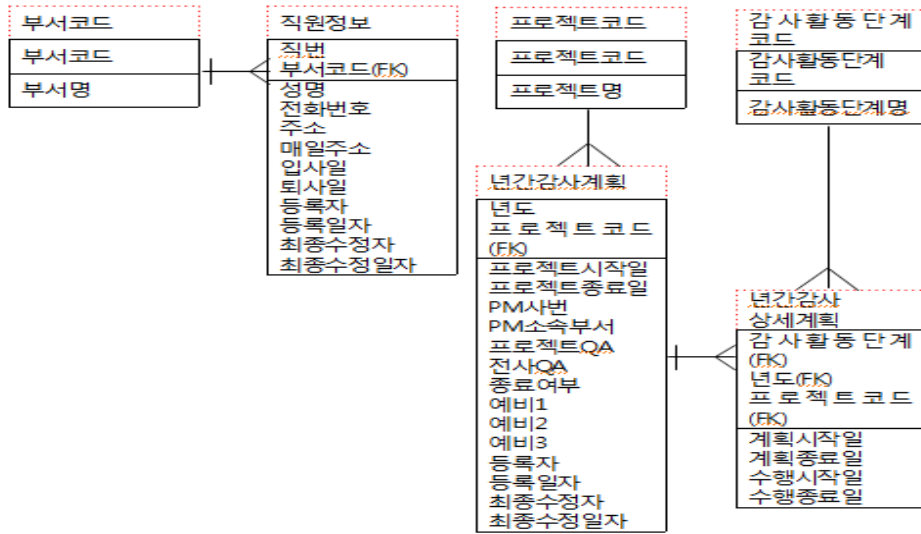 부서코드
부서코드
부서명
직원정보
직번
부서코드(FK)
성명
전화번호
주소
매일주소
입사일
퇴사일
등록자
등록일자
최종수정자
최종수정일자
프로젝트코드
프로젝트코드
프로젝트명
감사활동단계
코드
감사활동단계
코드
감사활동단계명
년간감사계획
년도
프로젝트코드
(FK)
프로젝트시작일
프로젝트종료일
PM사번
PM소속부서
프로젝트QA
전사QA
종료여부
예비1
예비2
예비3
등록자
등록일자
최종수정자
최종수정일자
년간감사
상세계획
감사활동단계
(FK)
년도(FK)
프로젝트코드
(FK)
계획시작일
계획종료일
수행시작일
수행종료일